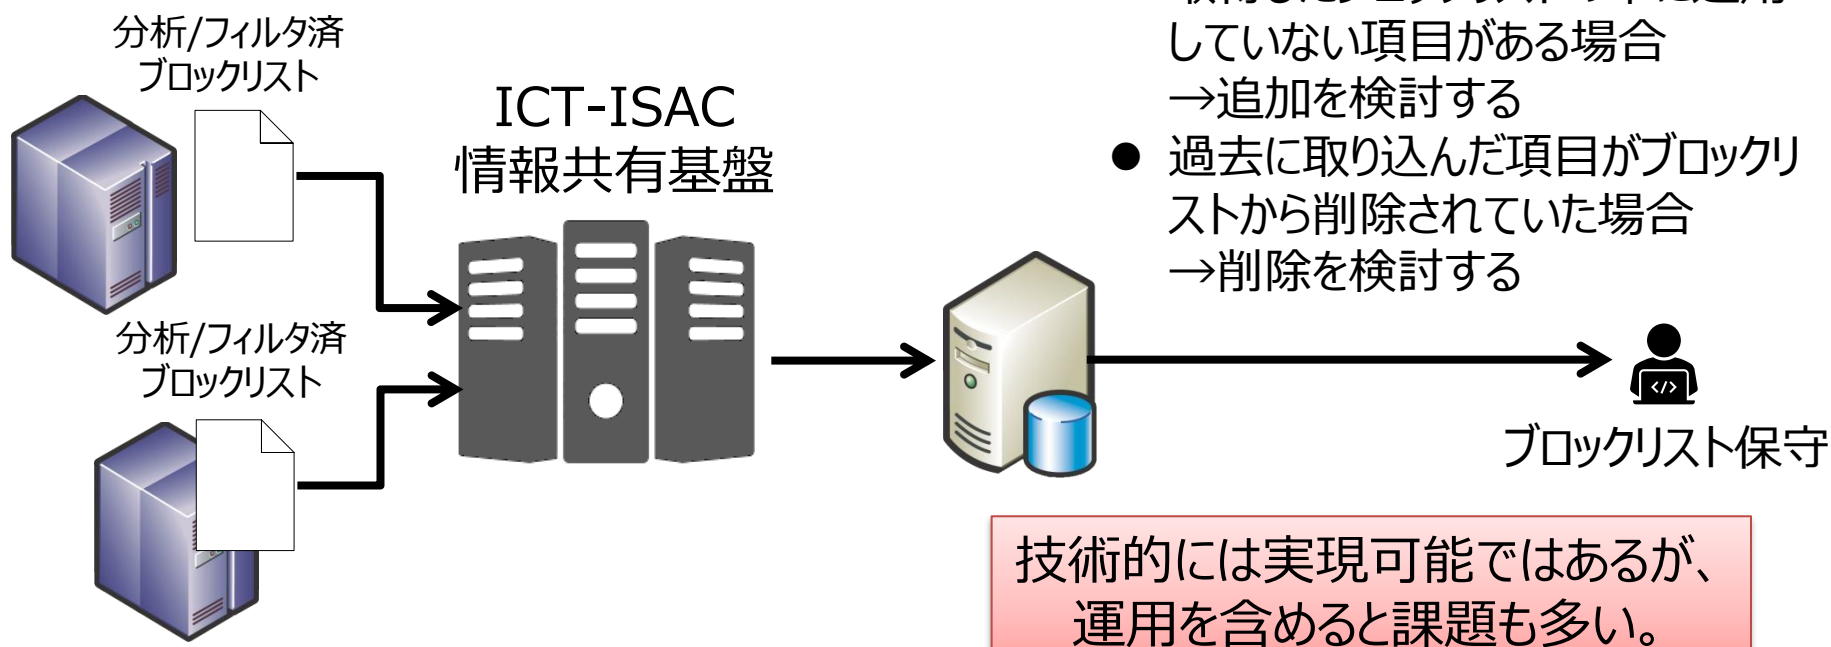 分析/フィルタ済
ブロックリスト
ICT-ISAC
情報共有基盤
していない項目がある場合
→追加を検討する
● 過去に取り込んだ項目がブロックリ
ストから削除されていた場合
→削除を検討する
分析/フィルタ済
ブロックリスト
</>
ブロックリスト保守
技術的には実現可能ではあるが、
運用を含めると課題も多い。